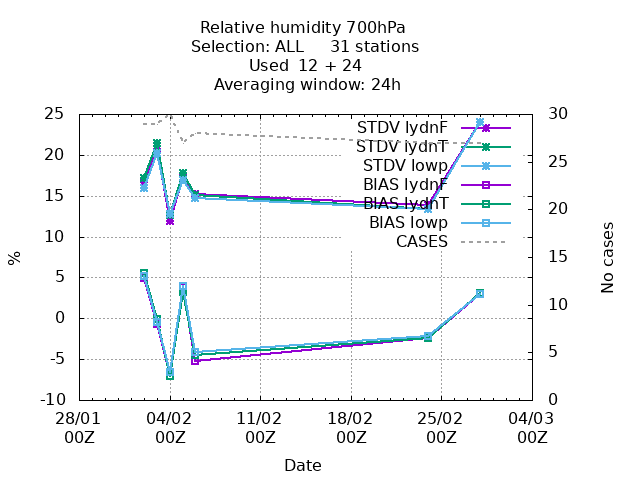 Relative humidity 700hPa
Selection: ALL 31 stations
Used 12 + 24
Averaging window: 24h
25
20
15
10
5
0
-5
-10
%
30
25
20
15
10
5
0
No cases
STDV lydnF
STDV lydnT
STDV lowp
BIAS lydnF
BIAS lydnT
BIAS lowp
CASES
28/01 04/02 11/02 18/02 25/02 04/03
00Z 00Z 00Z 00Z 00Z 00Z
Date